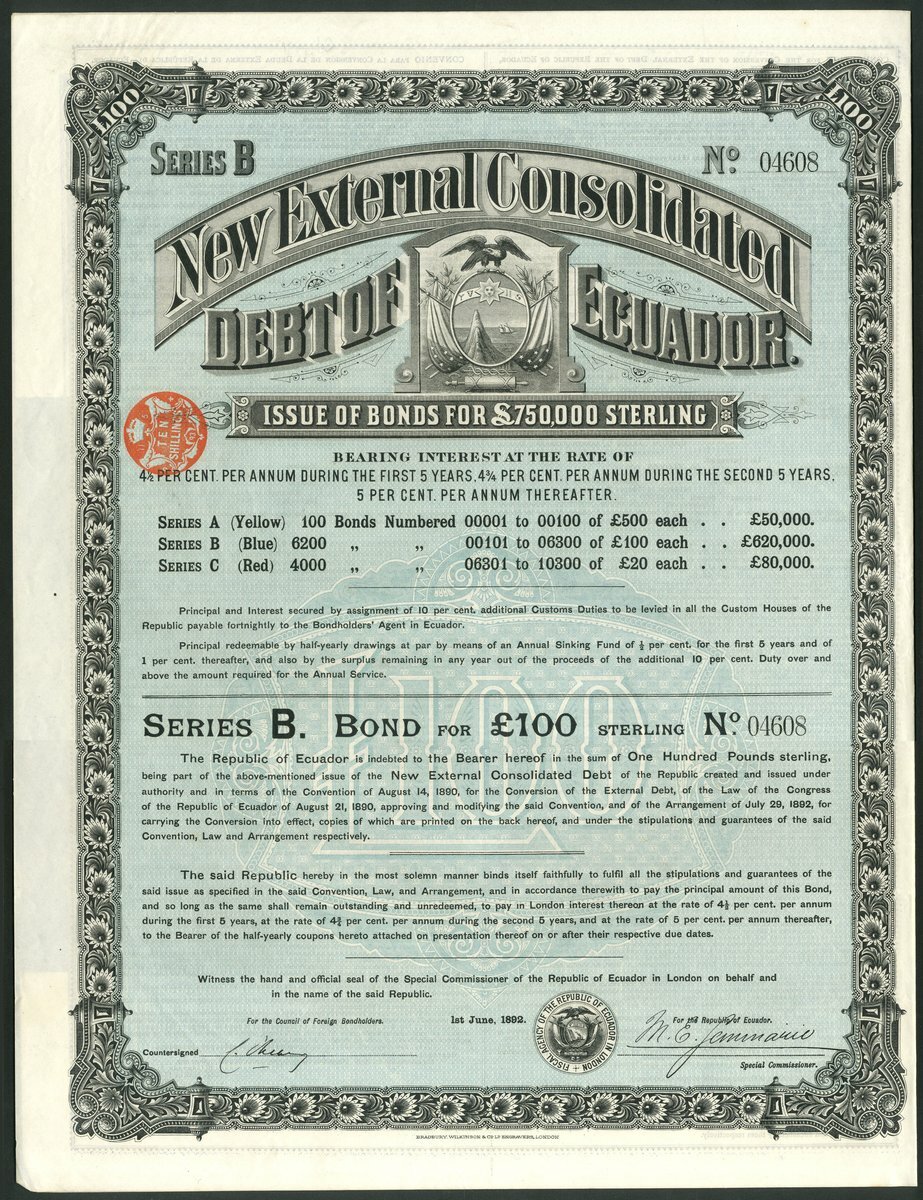 £100
£100
SERIES B
No. 04608
New External Consolidated
DEBT OF ECUADOR.
ISSUE OF BONDS FOR £750,000 STERLING
TEN SHILLINGS
BEARING INTEREST AT THE RATE OF
4½ PER CENT. PER ANNUM DURING THE FIRST 5 YEARS, 4¾ PER CENT. PER ANNUM DURING THE SECOND 5 YEARS,
5 PER CENT. PER ANNUM THEREAFTER.
SERIES A (Yellow) 100 Bonds Numbered 00001 to 00100 of £500 each . . £50,000.
SERIES B (Blue) 6200 „ „ 00101 to 06300 of £100 each . . £620,000.
SERIES C (Red) 4000 „ „ 06301 to 10300 of £20 each . . £80,000.
Principal and Interest secured by assignment of 10 per cent. additional Customs Duties to be levied in all the Custom Houses of the
Republic payable fortnightly to the Bondholders' Agent in Ecuador.
Principal redeemable by half-yearly drawings at par by means of an Annual Sinking Fund of ½ per cent. for the first 5 years and of
1 per cent. thereafter, and also by the surplus remaining in any year out of the proceeds of the additional 10 per cent. Duty over and
above the amount required for the Annual Service.
£100
SERIES B. BOND FOR £100 STERLING No. 04608
The Republic of Ecuador is indebted to the Bearer hereof in the sum of One Hundred Pounds sterling,
being part of the above-mentioned issue of the New External Consolidated Debt of the Republic created and issued under
authority and in terms of the Convention of August 14, 1890, for the Conversion of the External Debt, of the Law of the Congress
of the Republic of Ecuador of August 21, 1890, approving and modifying the said Convention, and of the Arrangement of July 29, 1892, for
carrying the Conversion into effect, copies of which are printed on the back hereof, and under the stipulations and guarantees of the said
Convention, Law and Arrangement respectively.
The said Republic hereby in the most solemn manner binds itself faithfully to fulfil all the stipulations and guarantees of the
said issue as specified in the said Convention, Law, and Arrangement, and in accordance therewith to pay the principal amount of this Bond,
and so long as the same shall remain outstanding and unredeemed, to pay in London interest thereon at the rate of 4½ per cent. per annum
during the first 5 years, at the rate of 4¾ per cent. per annum during the second 5 years, and at the rate of 5 per cent. per annum thereafter,
to the Bearer of the half-yearly coupons hereto attached on presentation thereof on or after their respective due dates.
Witness the hand and official seal of the Special Commissioner of the Republic of Ecuador in London on behalf and
in the name of the said Republic.
For the Council of Foreign Bondholders.
1st June, 1892.
FISCAL AGENCY OF THE REPUBLIC OF ECUADOR IN LONDON
For the Republic of Ecuador.
Countersigned
Special Commissioner.
BRADBURY, WILKINSON & Co Ld ENGRAVERS, LONDON